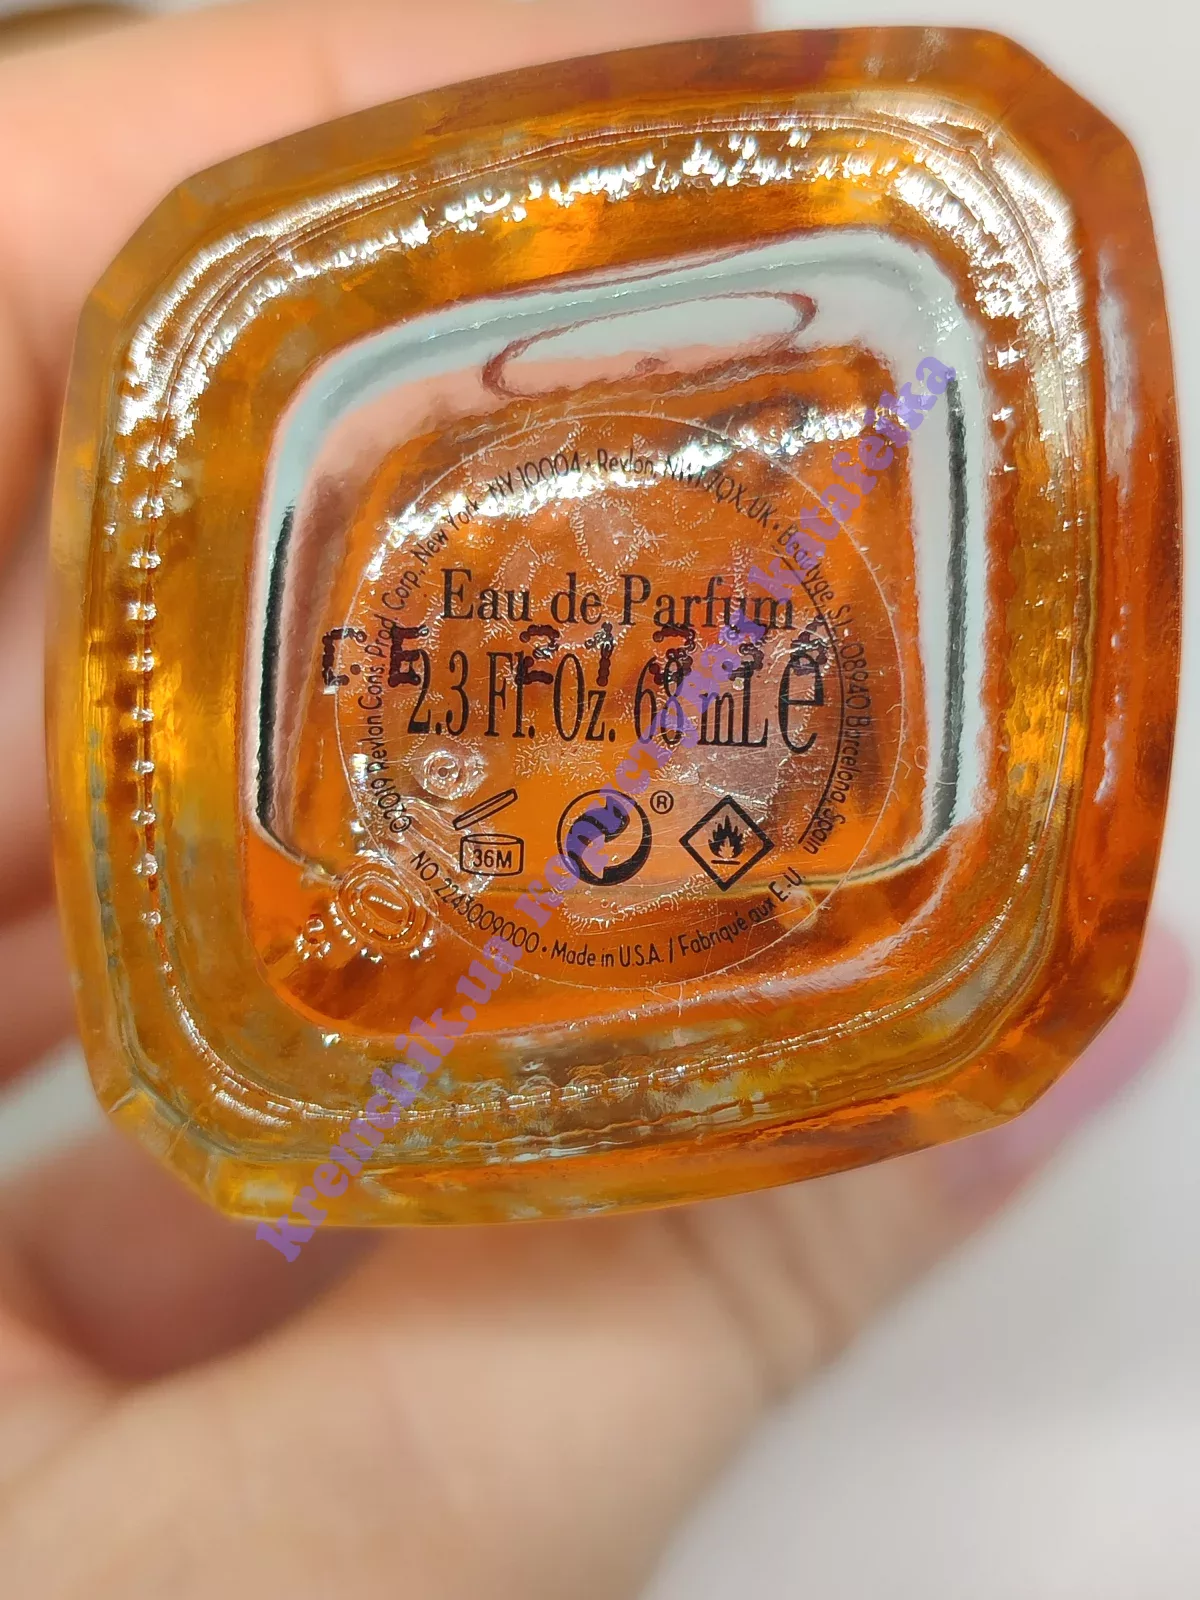 ©2019 Revlon Cons. Prod. Corp. New York, NY 10004 • Revlon, NW1 7QX, UK • Beautyge, S.L. 08940 Barcelona, Spain
Eau de Parfum
2.3 Fl. Oz. 68 mL e
®
36M
NO. 2243009000 • Made in U.S.A. / Fabriqué aux E.U.
kremchik.ua